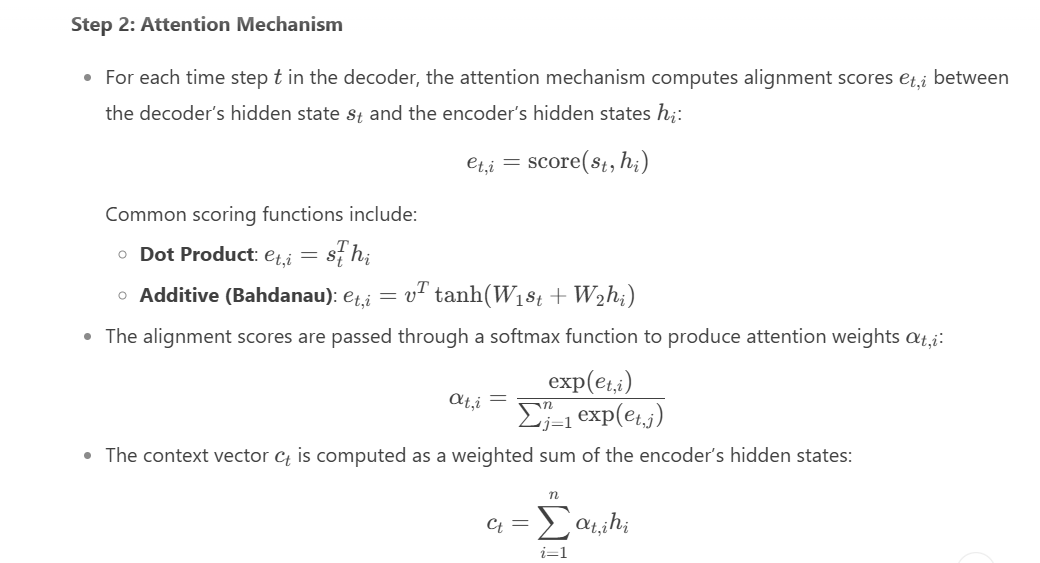 Step 2: Attention Mechanism
• For each time step t in the decoder, the attention mechanism computes alignment scores e_{t,i} between
the decoder’s hidden state s_t and the encoder’s hidden states h_i:
e_{t,i} = score(s_t, h_i)
Common scoring functions include:
◦ Dot Product: e_{t,i} = s_t^T h_i
◦ Additive (Bahdanau): e_{t,i} = v^T tanh(W_1 s_t + W_2 h_i)
• The alignment scores are passed through a softmax function to produce attention weights α_{t,i}:
α_{t,i} = \frac{exp(e_{t,i})}{\sum_{j=1}^{n} exp(e_{t,j})}
• The context vector c_t is computed as a weighted sum of the encoder’s hidden states:
c_t = \sum_{i=1}^{n} α_{t,i} h_i